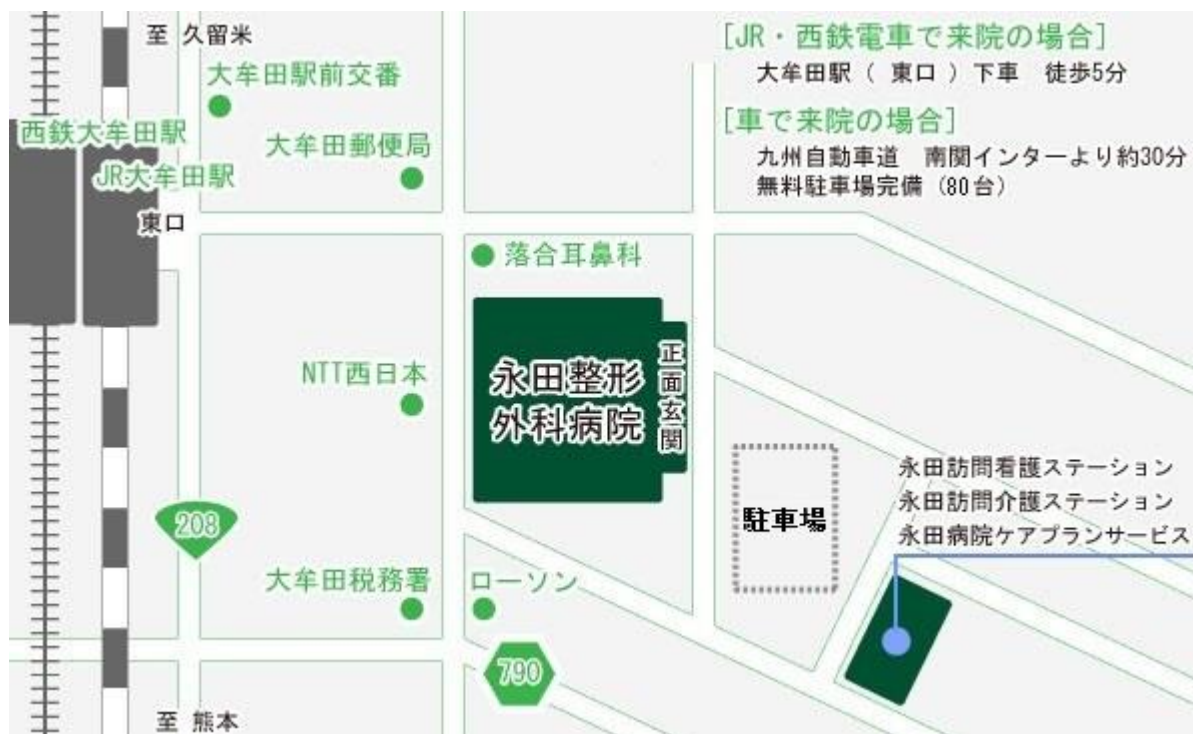 至 久留米
大牟田駅前交番
西鉄大牟田駅
大牟田郵便局
JR大牟田駅
東口
[JR・西鉄電車で来院の場合]
大牟田駅（ 東口 ）下車　徒歩5分
[車で来院の場合]
九州自動車道　南関インターより約30分
無料駐車場完備（80台）
落合耳鼻科
NTT西日本
永田整形
外科病院
正面玄関
駐車場
永田訪問看護ステーション
永田訪問介護ステーション
永田病院ケアプランサービス
208
大牟田税務署
ローソン
790
至 熊本